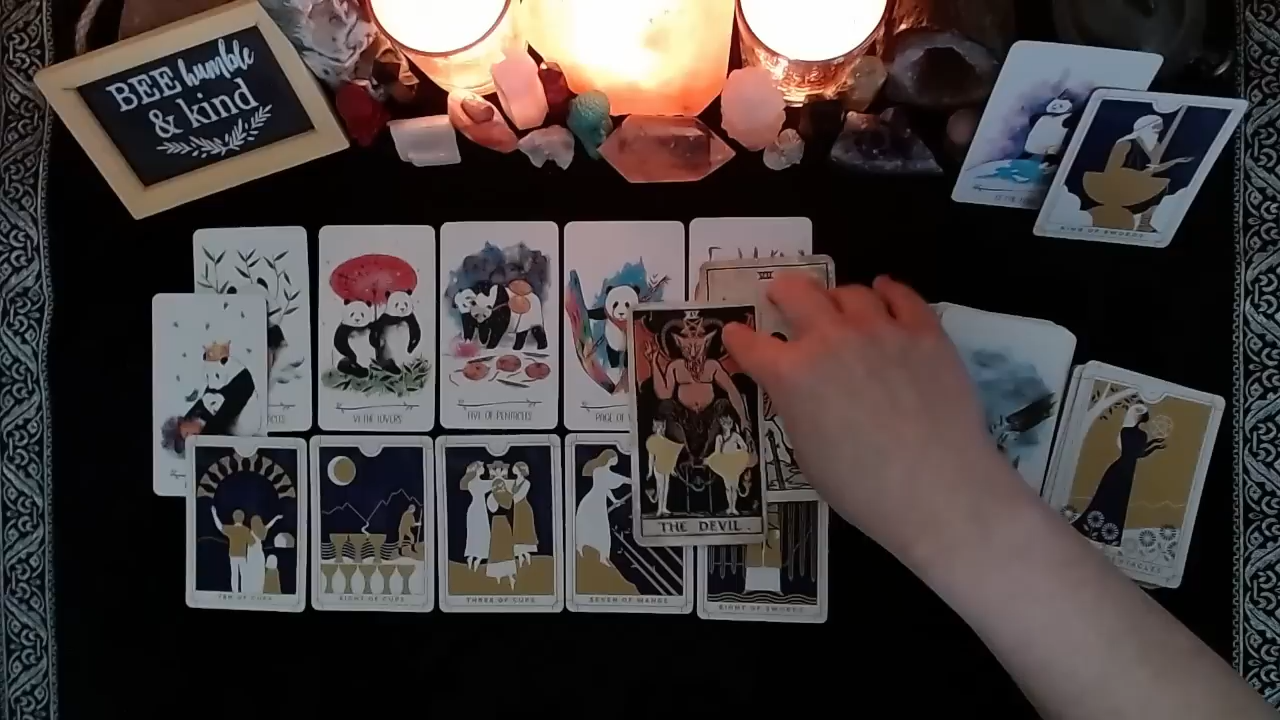 BEE humble
& kind
KING OF SWORDS
VI THE LOVERS
FIVE OF PENTACLES
PAGE OF
XV
THE DEVIL.
TEN OF CUPS
EIGHT OF CUPS
THREE OF CUPS
SEVEN OF WANDS
EIGHT OF SWORDS